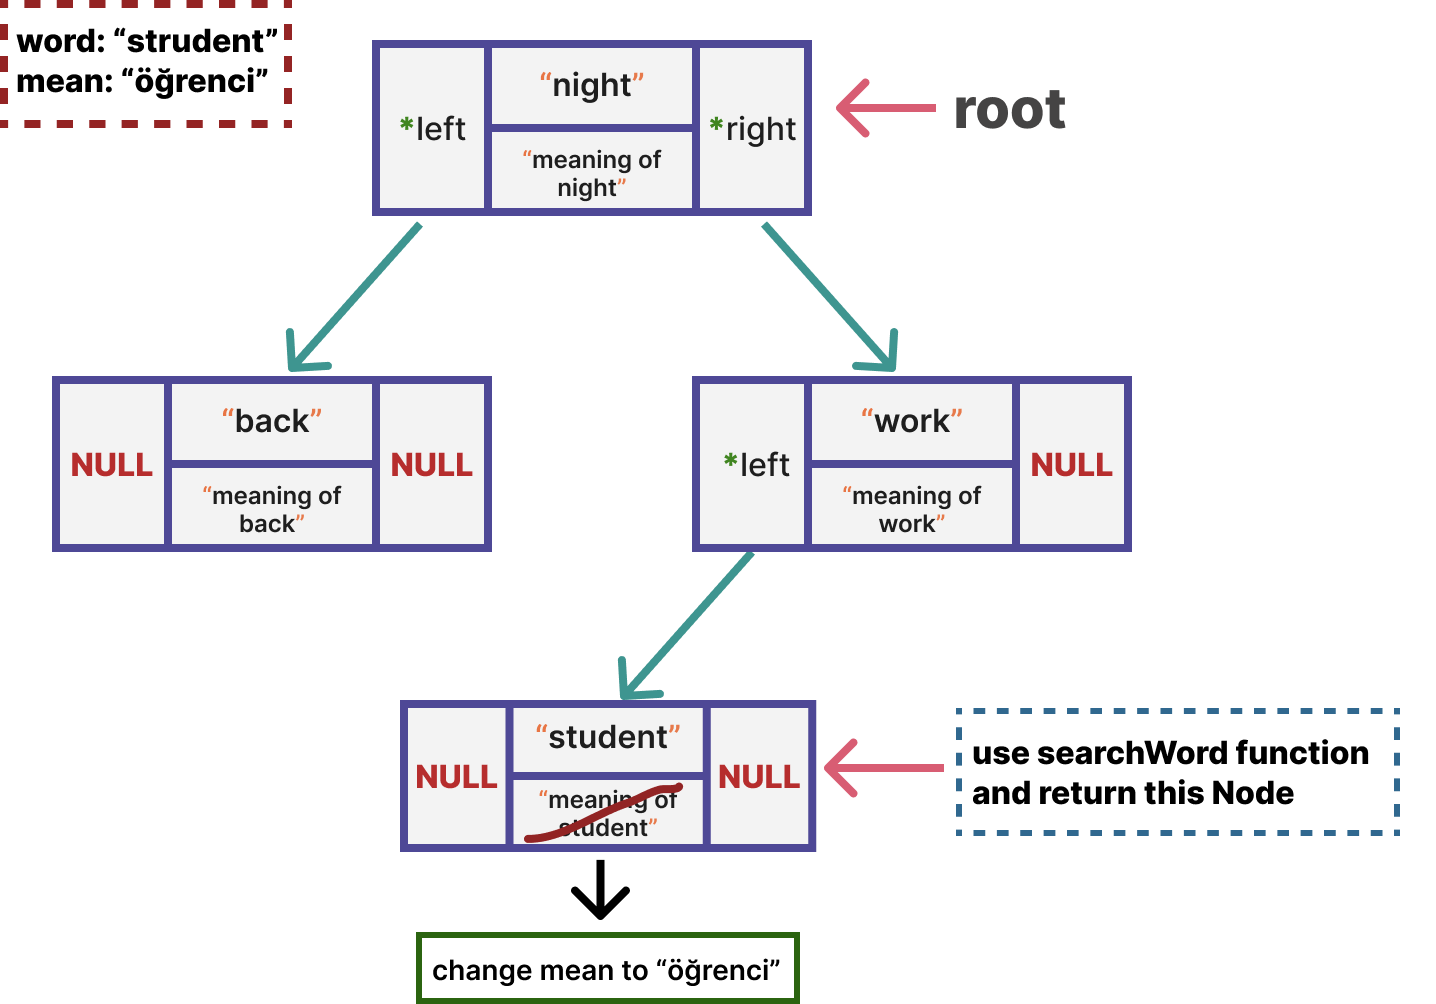 word: “strudent”
mean: “öğrenci”
“night”
*left
*right
“meaning of
night”
root
“back”
NULL
NULL
“meaning of
back”
“work”
*left
NULL
“meaning of
work”
“student”
NULL
NULL
“meaning of
student”
use searchWord function
and return this Node
change mean to “öğrenci”